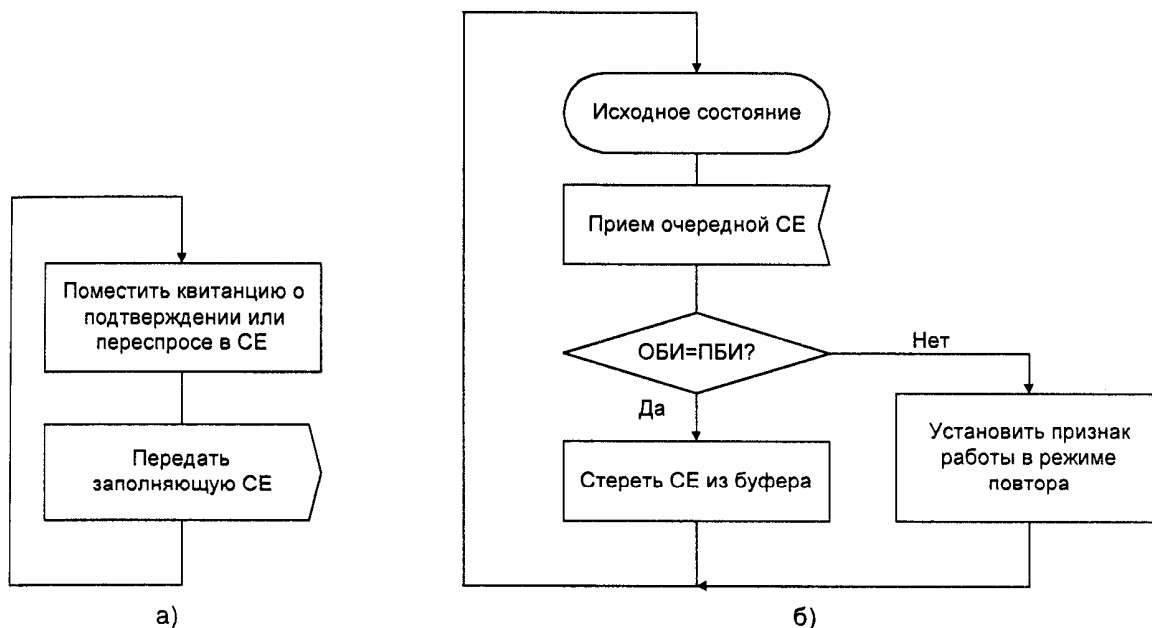 Поместить квитанцию о
подтверждении или
переспросе в СЕ
Передать
заполняющую СЕ
а)
Исходное состояние
Прием очередной СЕ
ОБИ=ПБИ?
Нет
Да
Стереть СЕ из буфера
Установить признак
работы в режиме
повтора
б)